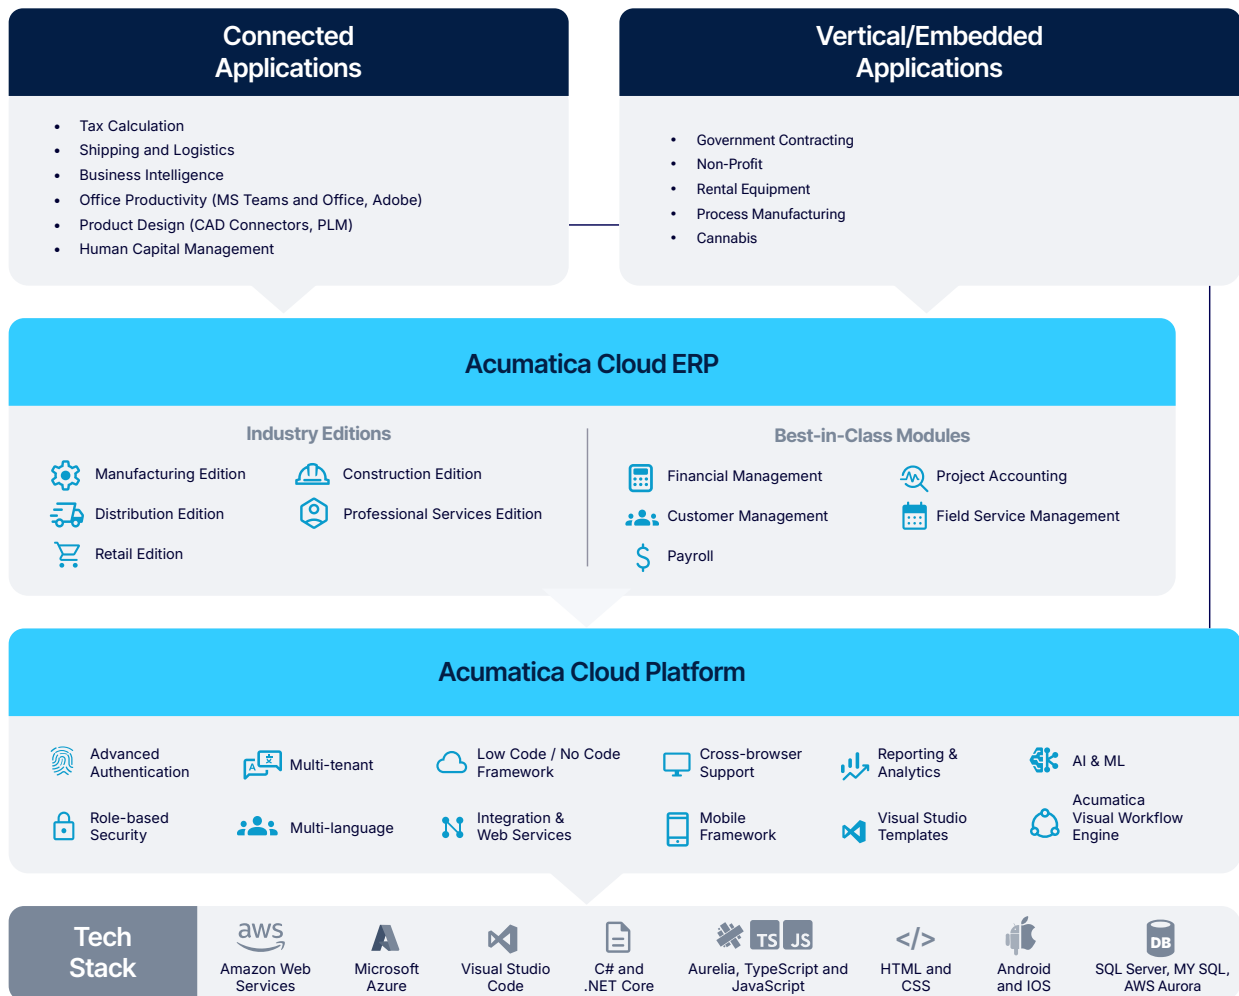 Connected
Applications
Tax Calculation
Shipping and Logistics
Business Intelligence
Office Productivity (MS Teams and Office, Adobe)
Product Design (CAD Connectors, PLM)
Human Capital Management
Vertical/Embedded
Applications
Government Contracting
Non-Profit
Rental Equipment
Process Manufacturing
Cannabis
Acumatica Cloud ERP
Industry Editions
Manufacturing Edition
Construction Edition
Distribution Edition
Professional Services Edition
Retail Edition
Best-in-Class Modules
Financial Management
Project Accounting
Customer Management
Field Service Management
$ Payroll
Acumatica Cloud Platform
Advanced
Authentication
A 文
Multi-tenant
Low Code / No Code
Framework
Cross-browser
Support
Reporting &
Analytics
AI & ML
Role-based
Security
Multi-language
Integration &
Web Services
Mobile
Framework
Visual Studio
Templates
Acumatica
Visual Workflow
Engine
Tech
Stack
aws
Amazon Web
Services
Microsoft
Azure
Visual Studio
Code
C# and
.NET Core
TS JS
Aurelia, TypeScript and
JavaScript
</>
HTML and
CSS
Android
and IOS
DB
SQL Server, MY SQL,
AWS Aurora